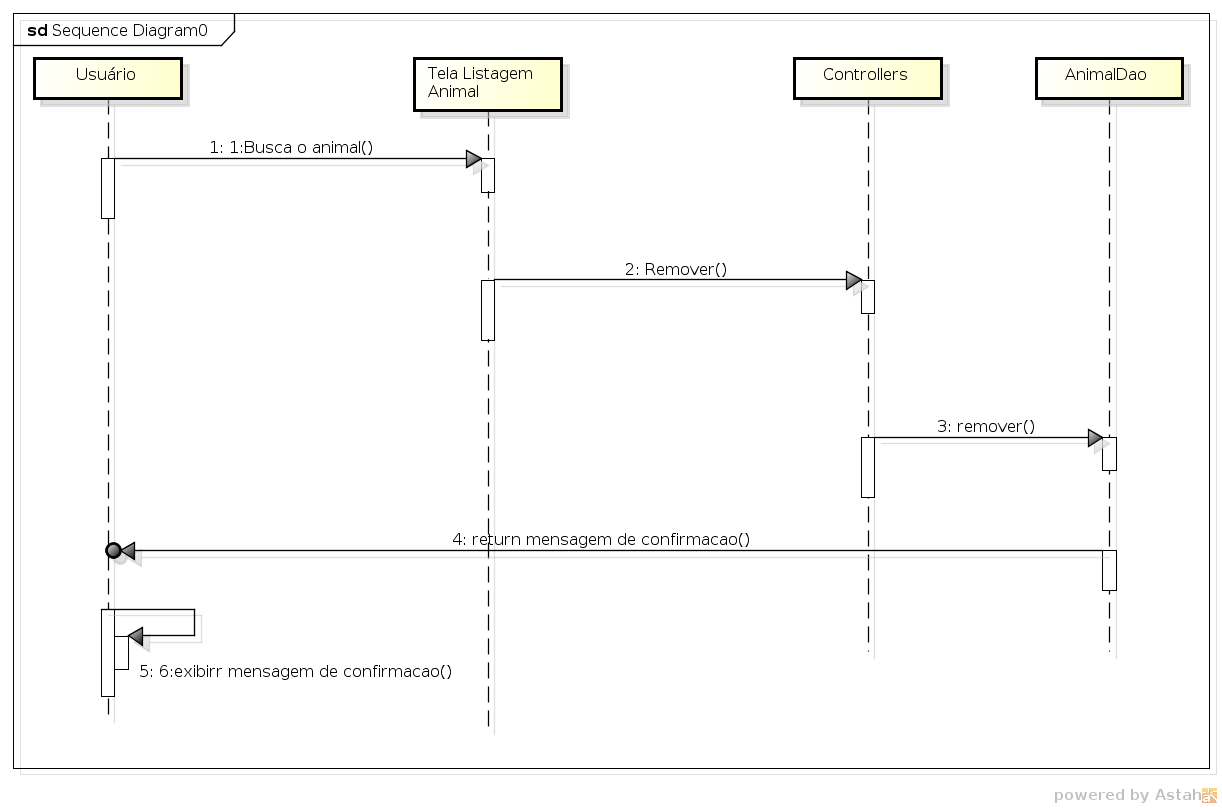 sd Sequence Diagram0
Usuário
Tela Listagem
Animal
Controllers
AnimalDao
1: 1:Busca o animal()
2: Remover()
3: remover()
4: return mensagem de confirmacao()
5: 6:exibirr mensagem de confirmacao()
powered by Astah